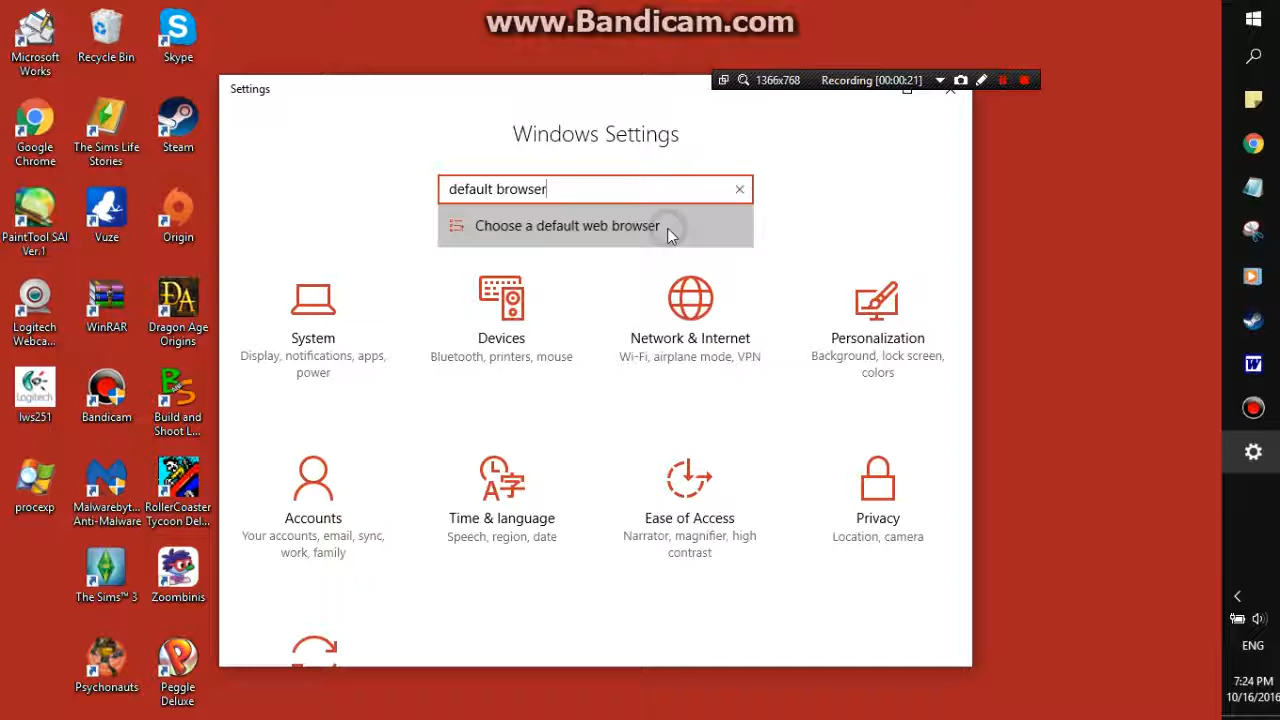 www.Bandicam.com
1366x768
Recording [00:00:21]
Settings
Windows Settings
default browser
Choose a default web browser
System
Display, notifications, apps,
power
Devices
Bluetooth, printers, mouse
Network & Internet
Wi-Fi, airplane mode, VPN
Personalization
Background, lock screen,
colors
Accounts
Your accounts, email, sync,
work, family
Time & language
Speech, region, date
Ease of Access
Narrator, magnifier, high
contrast
Privacy
Location, camera
Microsoft
Works
Recycle Bin
Skype
Google
Chrome
The Sims Life
Stories
Steam
PaintTool SAI
Ver.1
Vuze
Origin
Logitech
Webca...
WinRAR
Dragon Age
Origins
Logitech
lws251
Bandicam
Build and
Shoot L...
procexp
Malwarebyt...
Anti-Malware
RollerCoaster
Tycoon Del...
The Sims™ 3
Zoombinis
Psychonauts
Peggle
Deluxe
ENG
7:24 PM
10/16/2016